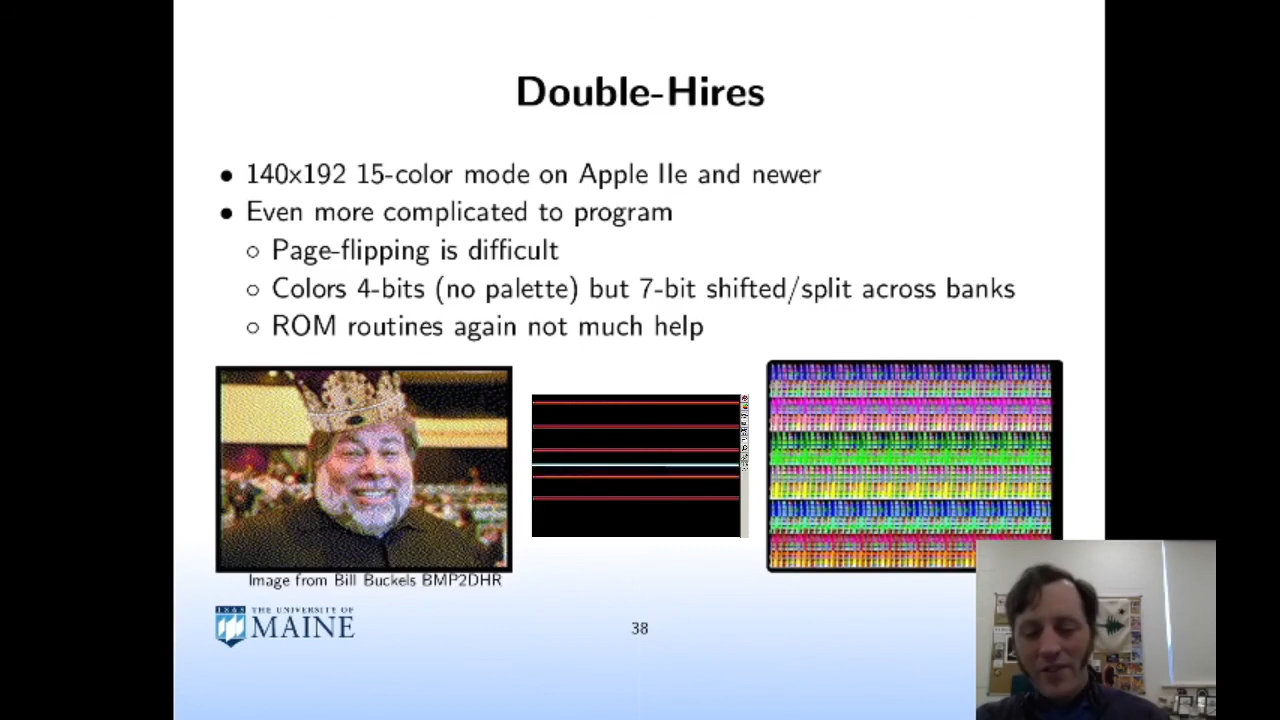 Double-Hires
● 140x192 15-color mode on Apple IIe and newer
● Even more complicated to program
○ Page-flipping is difficult
○ Colors 4-bits (no palette) but 7-bit shifted/split across banks
○ ROM routines again not much help
Image from Bill Buckels BMP2DHR
1865 THE UNIVERSITY OF
MAINE
38